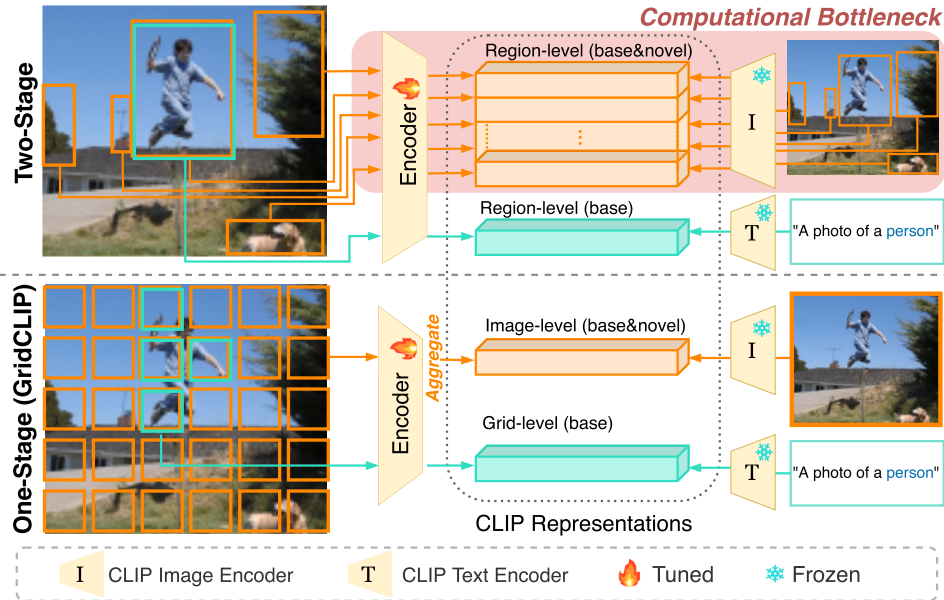 Computational Bottleneck
Two-Stage
Region-level (base&novel)
Encoder
I
Region-level (base)
T
"A photo of a person"
One-Stage (GridCLIP)
Encoder
Aggregate
Image-level (base&novel)
I
Grid-level (base)
T
"A photo of a person"
CLIP Representations
I CLIP Image Encoder T CLIP Text Encoder Tuned Frozen